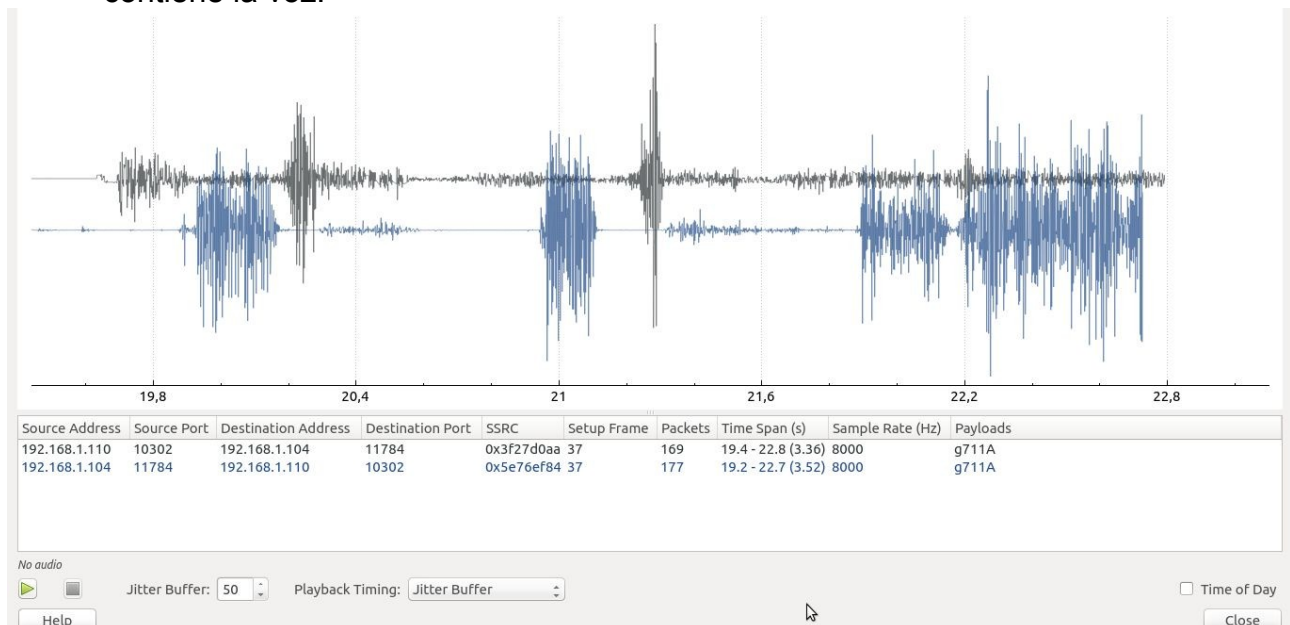 contiene la voz.
19,8 20,4 21 21,6 22,2 22,8
Source Address Source Port Destination Address Destination Port SSRC Setup Frame Packets Time Span (s) Sample Rate (Hz) Payloads
192.168.1.110 10302 192.168.1.104 11784 0x3f27d0aa 37 169 19.4 - 22.8 (3.36) 8000 g711A
192.168.1.104 11784 192.168.1.110 10302 0x5e76ef84 37 177 19.2 - 22.7 (3.52) 8000 g711A
No audio
Jitter Buffer: 50 Playback Timing: Jitter Buffer Time of Day
Help Close